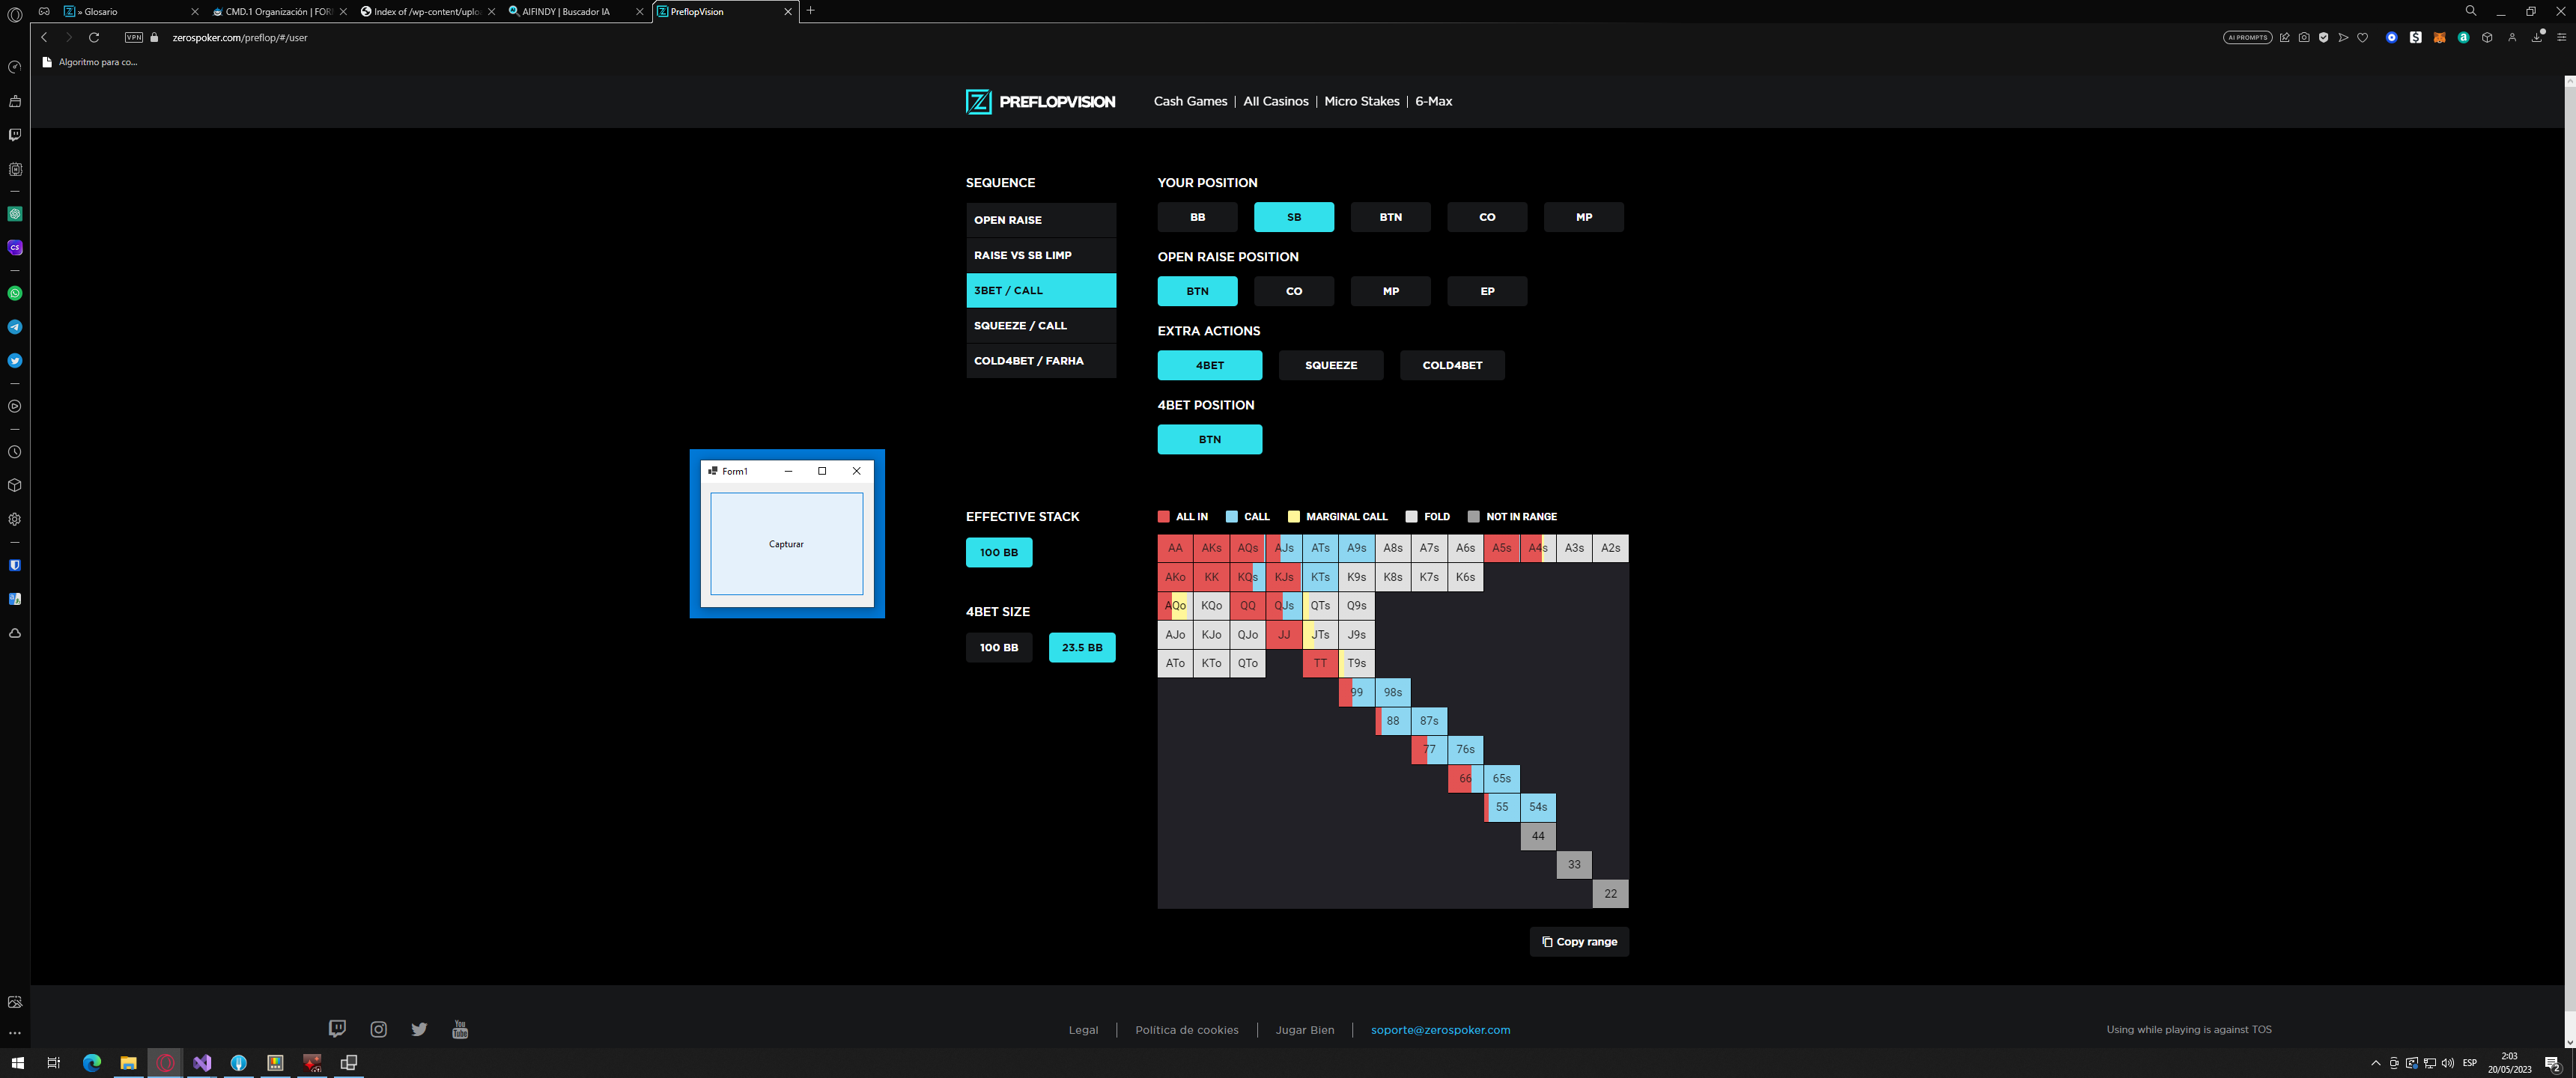 » Glosario
CMD.1 Organización | FOR
Index of /wp-content/uplo
AIFINDY | Buscador IA
PreflopVision
VPN
zerospoker.com/preflop/#/user
AI PROMPTS
Algoritmo para co...
PREFLOPVISION
Cash Games | All Casinos | Micro Stakes | 6-Max
SEQUENCE
OPEN RAISE
RAISE VS SB LIMP
3BET / CALL
SQUEEZE / CALL
COLD4BET / FARHA
YOUR POSITION
BB SB BTN CO MP
OPEN RAISE POSITION
BTN CO MP EP
EXTRA ACTIONS
4BET SQUEEZE COLD4BET
4BET POSITION
BTN
Form1
Capturar
EFFECTIVE STACK
100 BB
4BET SIZE
100 BB 23.5 BB
ALL IN CALL MARGINAL CALL FOLD NOT IN RANGE
AA AKs AQs AJs ATs A9s A8s A7s A6s A5s A4s A3s A2s
AKo KK KQs KJs KTs K9s K8s K7s K6s
AQo KQo QQ QJs QTs Q9s
AJo KJo QJo JJ JTs J9s
ATo KTo QTo TT T9s
99 98s
88 87s
77 76s
66 65s
55 54s
44
33
22
Copy range
You Tube
Legal | Política de cookies | Jugar Bien | soporte@zerospoker.com
Using while playing is against TOS
ESP
2:03
20/05/2023
2